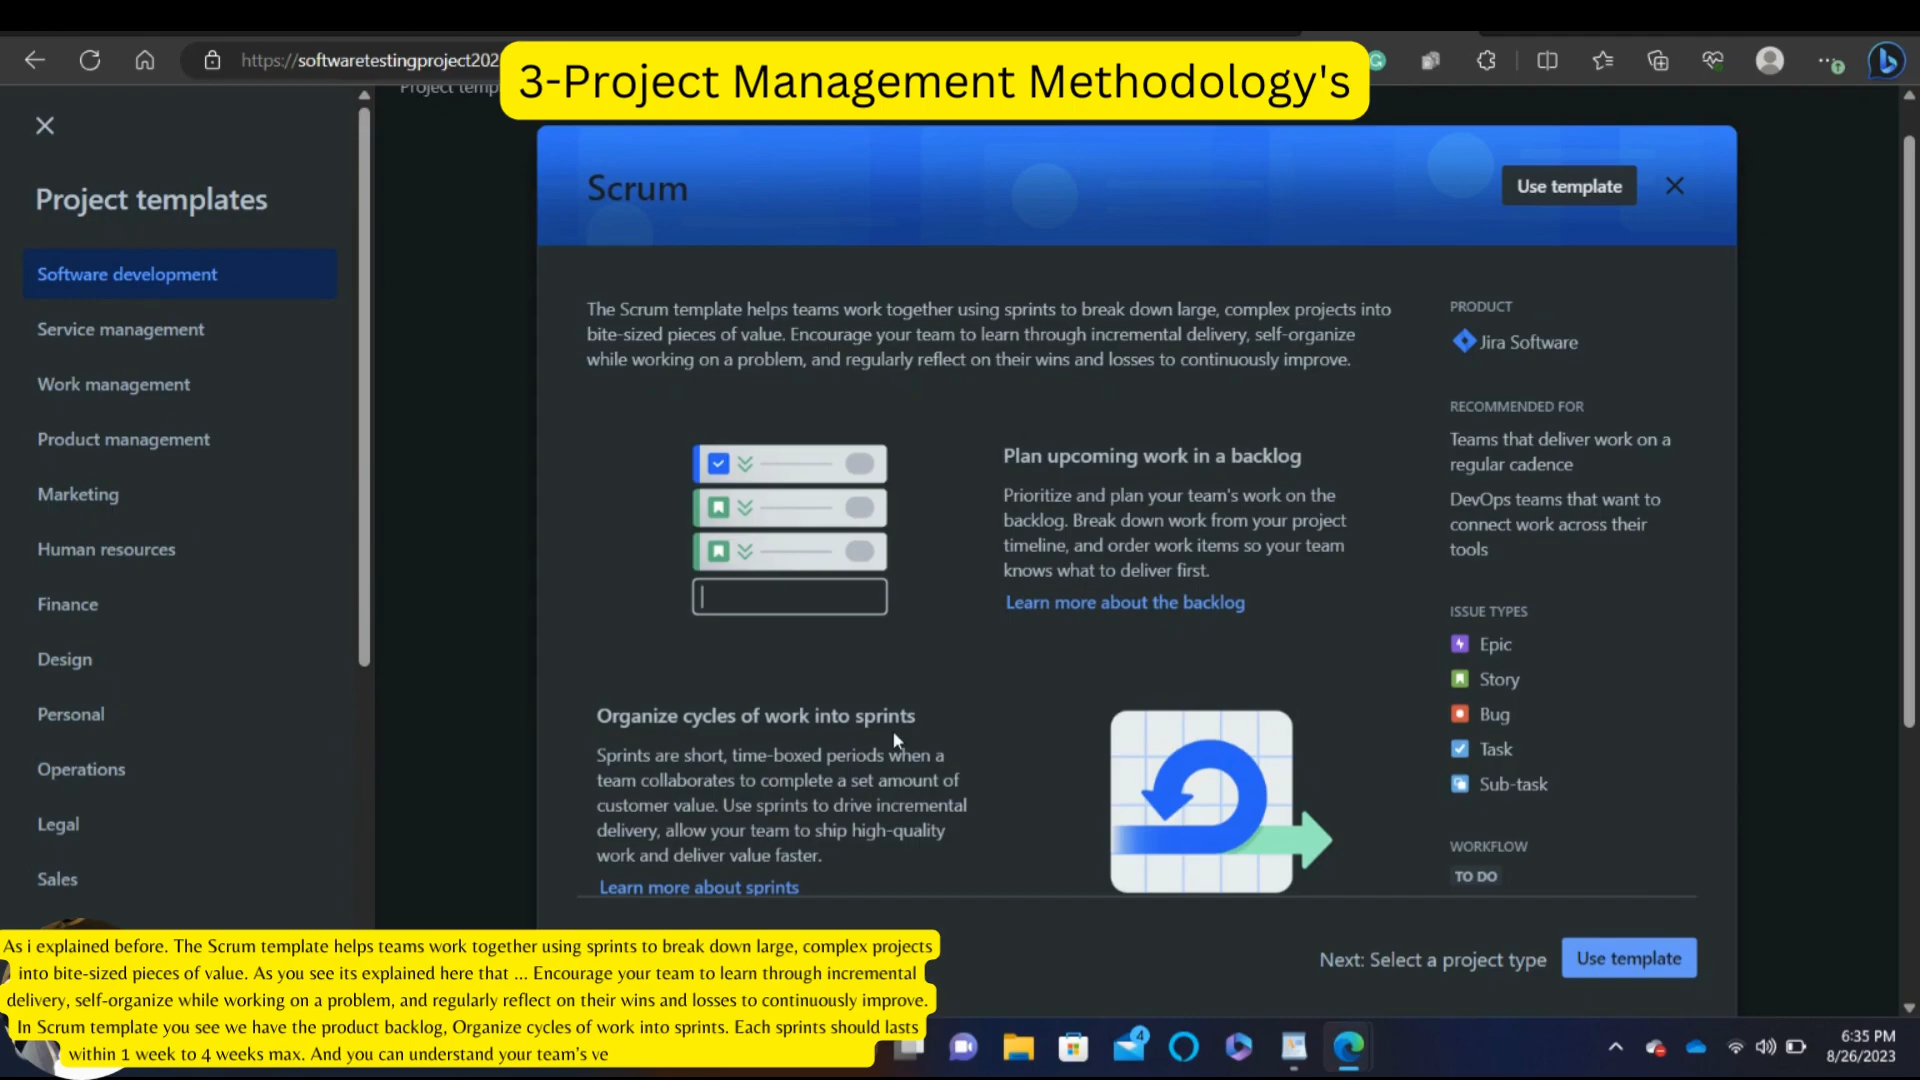 https://softwaretestingproject202
3-Project Management Methodology's
Project temp
Project templates
Software development
Service management
Work management
Product management
Marketing
Human resources
Finance
Design
Personal
Operations
Legal
Sales
Scrum
Use template
The Scrum template helps teams work together using sprints to break down large, complex projects into
bite-sized pieces of value. Encourage your team to learn through incremental delivery, self-organize
while working on a problem, and regularly reflect on their wins and losses to continuously improve.
Plan upcoming work in a backlog
Prioritize and plan your team's work on the
backlog. Break down work from your project
timeline, and order work items so your team
knows what to deliver first.
Learn more about the backlog
Organize cycles of work into sprints
Sprints are short, time-boxed periods when a
team collaborates to complete a set amount of
customer value. Use sprints to drive incremental
delivery, allow your team to ship high-quality
work and deliver value faster.
Learn more about sprints
PRODUCT
Jira Software
RECOMMENDED FOR
Teams that deliver work on a
regular cadence
DevOps teams that want to
connect work across their
tools
ISSUE TYPES
Epic
Story
Bug
Task
Sub-task
WORKFLOW
TO DO
Next: Select a project type
Use template
As i explained before. The Scrum template helps teams work together using sprints to break down large, complex projects
into bite-sized pieces of value. As you see its explained here that ... Encourage your team to learn through incremental
delivery, self-organize while working on a problem, and regularly reflect on their wins and losses to continuously improve.
In Scrum template you see we have the product backlog, Organize cycles of work into sprints. Each sprints should lasts
within 1 week to 4 weeks max. And you can understand your team's ve
4
6:35 PM
8/26/2023